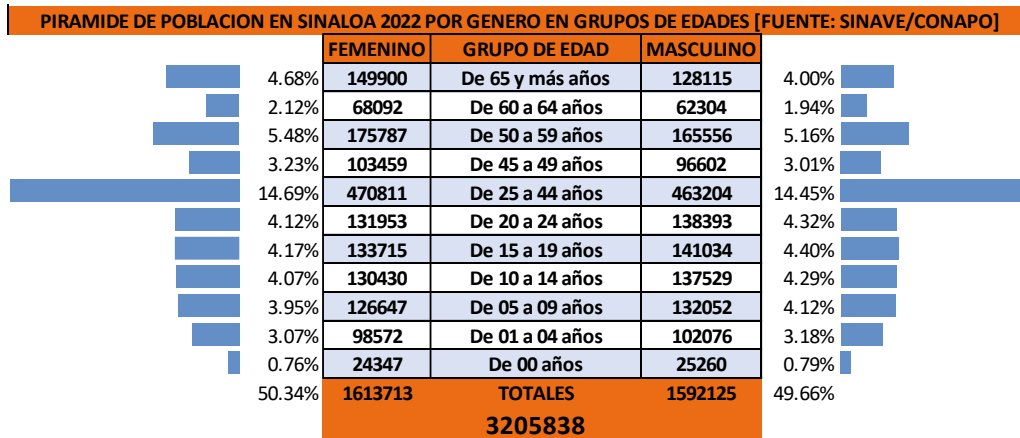 PIRAMIDE DE POBLACION EN SINALOA 2022 POR GENERO EN GRUPOS DE EDADES [FUENTE: SINAVE/CONAPO]
FEMENINO GRUPO DE EDAD MASCULINO
4.68% 149900 De 65 y más años 128115 4.00%
2.12% 68092 De 60 a 64 años 62304 1.94%
5.48% 175787 De 50 a 59 años 165556 5.16%
3.23% 103459 De 45 a 49 años 96602 3.01%
14.69% 470811 De 25 a 44 años 463204 14.45%
4.12% 131953 De 20 a 24 años 138393 4.32%
4.17% 133715 De 15 a 19 años 141034 4.40%
4.07% 130430 De 10 a 14 años 137529 4.29%
3.95% 126647 De 05 a 09 años 132052 4.12%
3.07% 98572 De 01 a 04 años 102076 3.18%
0.76% 24347 De 00 años 25260 0.79%
50.34% 1613713 TOTALES 1592125 49.66%
3205838